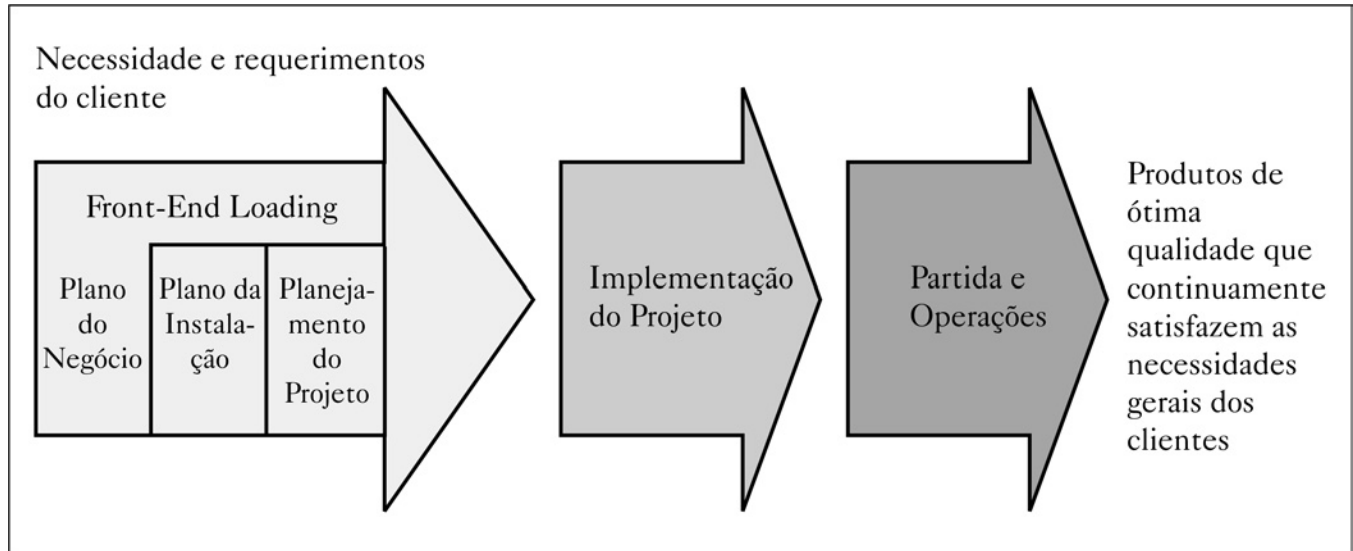 Necessidade e requerimentos
do cliente
Front-End Loading
Plano
do
Negócio
Plano da
Instala-
ção
Planeja-
mento
do
Projeto
Implementação
do Projeto
Partida e
Operações
Produtos de
ótima
qualidade que
continuamente
satisfazem as
necessidades
gerais dos
clientes